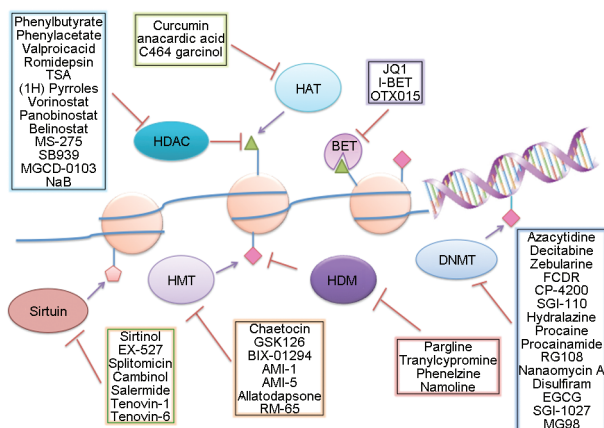 Phenylbutyrate
Phenylacetate
Valproicacid
Romidepsin
TSA
(1H) Pyrroles
Vorinostat
Panobinostat
Belinostat
MS-275
SB939
MGCD-0103
NaB
Curcumin
anacardic acid
C464 garcinol
HAT
JQ1
I-BET
OTX015
HDAC
BET
Sirtuin
HMT
HDM
DNMT
Sirtinol
EX-527
Splitomicin
Cambinol
Salermide
Tenovin-1
Tenovin-6
Chaetocin
GSK126
BIX-01294
AMI-1
AMI-5
Allatodapsone
RM-65
Pargline
Tranylcypromine
Phenelzine
Namoline
Azacytidine
Decitabine
Zebularine
FCDR
CP-4200
SGI-110
Hydralazine
Procaine
Procainamide
RG108
Nanaomycin A
Disulfiram
EGCG
SGI-1027
MG98